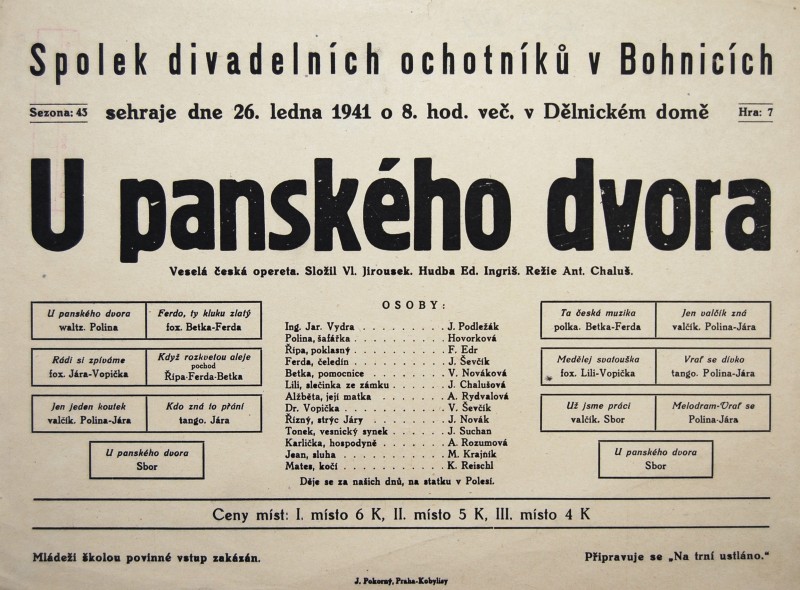 Spolek divadelních ochotníků v Bohnicích
Sezona: 43 sehraje dne 26. ledna 1941 o 8. hod. več. v Dělnickém domě Hra: 7
U panského dvora
Veselá česká opereta. Složil Vl. Jirousek. Hudba Ed. Ingriš. Režie Ant. Chaluš.
U panského dvora
waltz. Polina
Ferdo, ty kluku zlatý
fox. Betka-Ferda
Rádi si zpíváme
fox. Jára-Vopička
Když rozkvetou aleje
pochod
Řípa-Ferda-Betka
Jen jeden koutek
valčík. Polina-Jára
Kdo zná to přání
tango. Jára
U panského dvora
Sbor
OSOBY:
Ing. Jar. Vydra . . . . . . . . . J. Podležák
Polina, šafářka . . . . . . . . . Hovorková
Řípa, poklasný . . . . . . . . . F. Edr
Ferda, čeledín . . . . . . . . . J. Ševčík
Betka, pomocnice . . . . . . . . V. Nováková
Lili, slečinka ze zámku . . . . . J. Chalušová
Alžběta, její matka . . . . . . . A. Rydvalová
Dr. Vopička . . . . . . . . . . V. Ševčík
Řízný, strýc Járy . . . . . . . . J. Novák
Tonek, vesnický synek . . . . . . J. Suchan
Karlička, hospodyně . . . . . . . A. Rozumová
Jean, sluha . . . . . . . . . . M. Krajník
Mates, kočí . . . . . . . . . . K. Reischl
Děje se za našich dnů, na statku v Polesí.
Ta česká muzika
polka. Betka-Ferda
Jen valčík zná
valčík. Polina-Jára
Medělej svatouška
fox. Lili-Vopička
Vrať se dívko
tango. Polina-Jára
Už jsme práci
valčík. Sbor
Melodram-Vrať se
Polina-Jára
U panského dvora
Sbor
Ceny míst: I. místo 6 K, II. místo 5 K, III. místo 4 K
Mládeži školou povinné vstup zakázán.
Připravuje se „Na trní ustláno."
J. Pokorný, Praha-Kobylisy